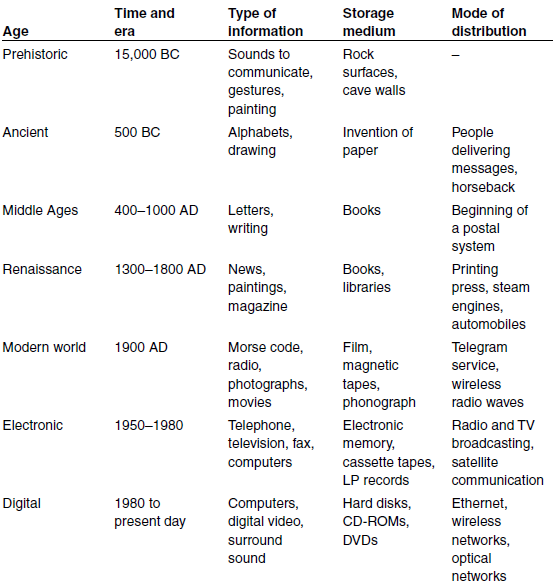 Age Time and era Type of information Storage medium Mode of distribution
Prehistoric 15,000 BC Sounds to communicate, gestures, painting Rock surfaces, cave walls –
Ancient 500 BC Alphabets, drawing Invention of paper People delivering messages, horseback
Middle Ages 400–1000 AD Letters, writing Books Beginning of a postal system
Renaissance 1300–1800 AD News, paintings, magazine Books, libraries Printing press, steam engines, automobiles
Modern world 1900 AD Morse code, radio, photographs, movies Film, magnetic tapes, phonograph Telegram service, wireless radio waves
Electronic 1950–1980 Telephone, television, fax, computers Electronic memory, cassette tapes, LP records Radio and TV broadcasting, satellite communication
Digital 1980 to present day Computers, digital video, surround sound Hard disks, CD-ROMs, DVDs Ethernet, wireless networks, optical networks